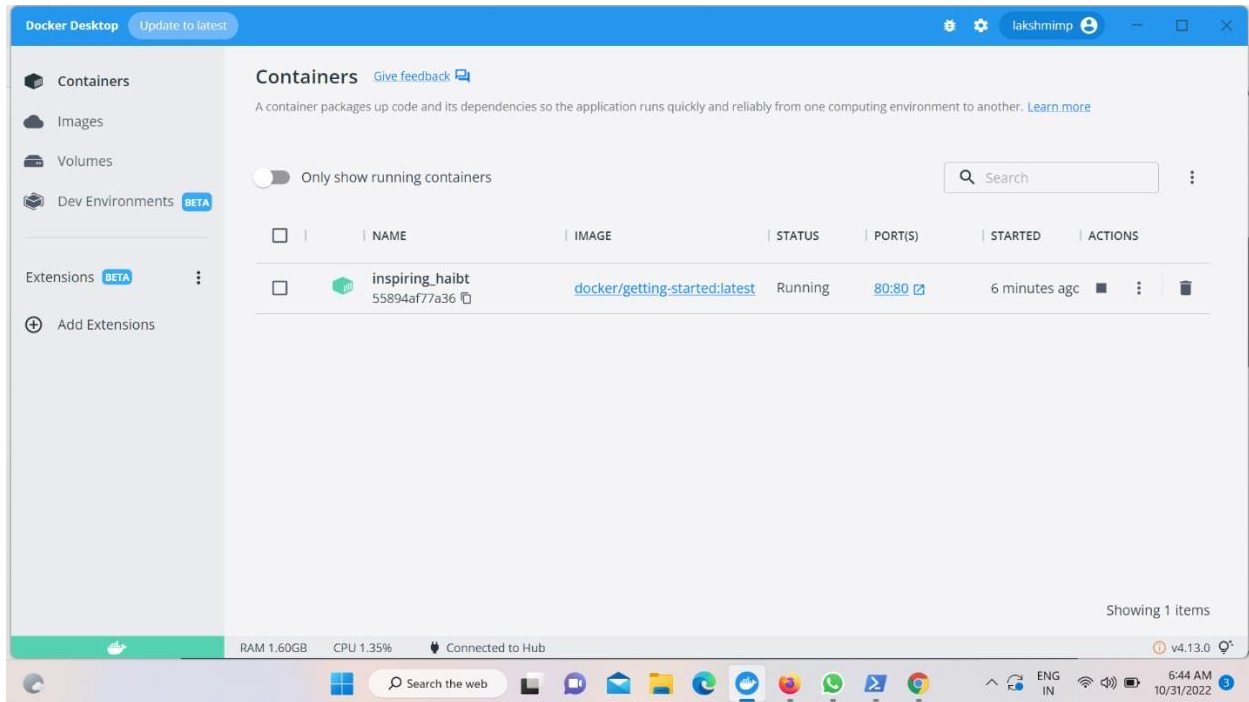 Docker Desktop Update to latest lakshmimp
Containers
Images
Volumes
Dev Environments BETA
Extensions BETA
Add Extensions
Containers Give feedback
A container packages up code and its dependencies so the application runs quickly and reliably from one computing environment to another. Learn more
Only show running containers Search
NAME IMAGE STATUS PORT(S) STARTED ACTIONS
inspiring_haibt docker/getting-started:latest Running 80:80 6 minutes agc
55894af77a36
Showing 1 items
RAM 1.60GB CPU 1.35% Connected to Hub v4.13.0
Search the web ENG 6:44 AM 3
IN 10/31/2022